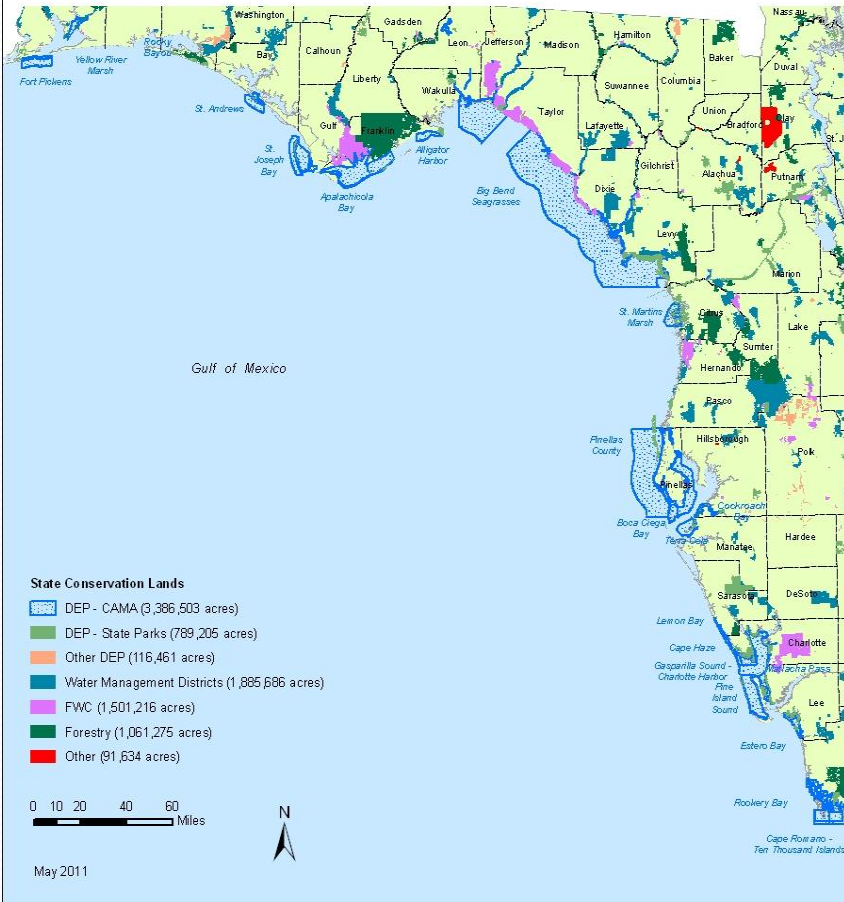 Washington
Gadsden
Nassau
Rocky
Bayou
Bay
Calhoun
Leon
Jefferson
Madison
Hamilton
Baker
Duval
Fort Pickens
Yellow River
Marsh
Liberty
Wakulla
Suwannee
Columbia
St. Andrews
Gulf
Franklin
Taylor
Lafayette
Union
Bradford
Clay
St. J
St.
Joseph
Bay
Alligator
Harbor
Gilchrist
Alachua
Putnam
Apalachicola
Bay
Big Bend
Seagrasses
Dixie
Levy
Marion
St. Martins
Marsh
Citrus
Lake
Sumter
Gulf of Mexico
Hernando
Pasco
Pinellas
County
Hillsborough
Polk
Pinellas
Cockroach
Bay
Boca Ciega
Bay
Terra Ceia
Hardee
Manatee
State Conservation Lands
DEP - CAMA (3,386,503 acres)
DEP - State Parks (789,205 acres)
Other DEP (116,461 acres)
Water Management Districts (1,885,686 acres)
FWC (1,501,216 acres)
Forestry (1,061,275 acres)
Other (91,634 acres)
Sarasota
DeSoto
Lemon Bay
Cape Haze
Charlotte
Gasparilla Sound -
Charlotte Harbor
Matlacha Pass
Pine
Island
Sound
Lee
Estero Bay
Rookery Bay
Cape Romano -
Ten Thousand Islands
0 10 20 40 60
Miles
N
May 2011